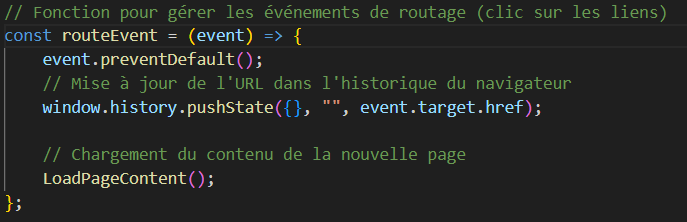 // Fonction pour gérer les événements de routage (clic sur les liens)
const routeEvent = (event) => {
    event.preventDefault();
    // Mise à jour de l'URL dans l'historique du navigateur
    window.history.pushState({}, "", event.target.href);

    // Chargement du contenu de la nouvelle page
    LoadPageContent();
};